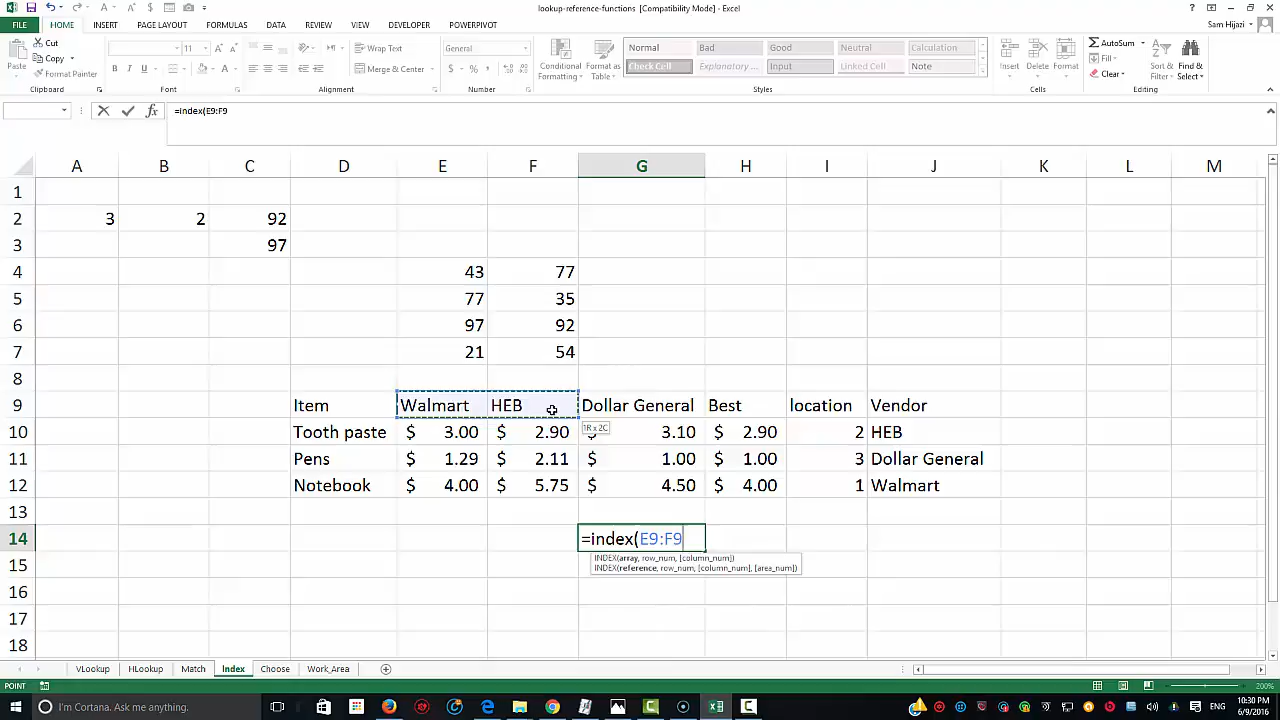 lookup-reference-functions [Compatibility Mode] - Excel
FILE HOME INSERT PAGE LAYOUT FORMULAS DATA REVIEW VIEW DEVELOPER POWERPIVOT Sam Hijazi
Paste Cut Copy Format Painter
Clipboard
11 A A
B I U
Font
Wrap Text
Merge & Center
Alignment
General
$ % ,
Number
Conditional Formatting Format as Table
Normal Bad Good Neutral Calculation
Check Cell Explanatory ... Input Linked Cell Note
Styles
Insert Delete Format
Cells
AutoSum Fill Clear Sort & Filter Find & Select
Editing
fx =index(E9:F9
A B C D E F G H I J K L M
1
2 3 2 92
3 97
4 43 77
5 77 35
6 97 92
7 21 54
8
9 Item Walmart HEB Dollar General Best location Vendor
1R x 2C
10 Tooth paste $ 3.00 $ 2.90 $ 3.10 $ 2.90 2 HEB
11 Pens $ 1.29 $ 2.11 $ 1.00 $ 1.00 3 Dollar General
12 Notebook $ 4.00 $ 5.75 $ 4.50 $ 4.00 1 Walmart
13
14 =index(E9:F9
INDEX(array, row_num, [column_num])
INDEX(reference, row_num, [column_num], [area_num])
15
16
17
18
VLookup HLookup Match Index Choose Work_Area
POINT 200%
I'm Cortana. Ask me anything. ENG 10:30 PM
6/9/2016